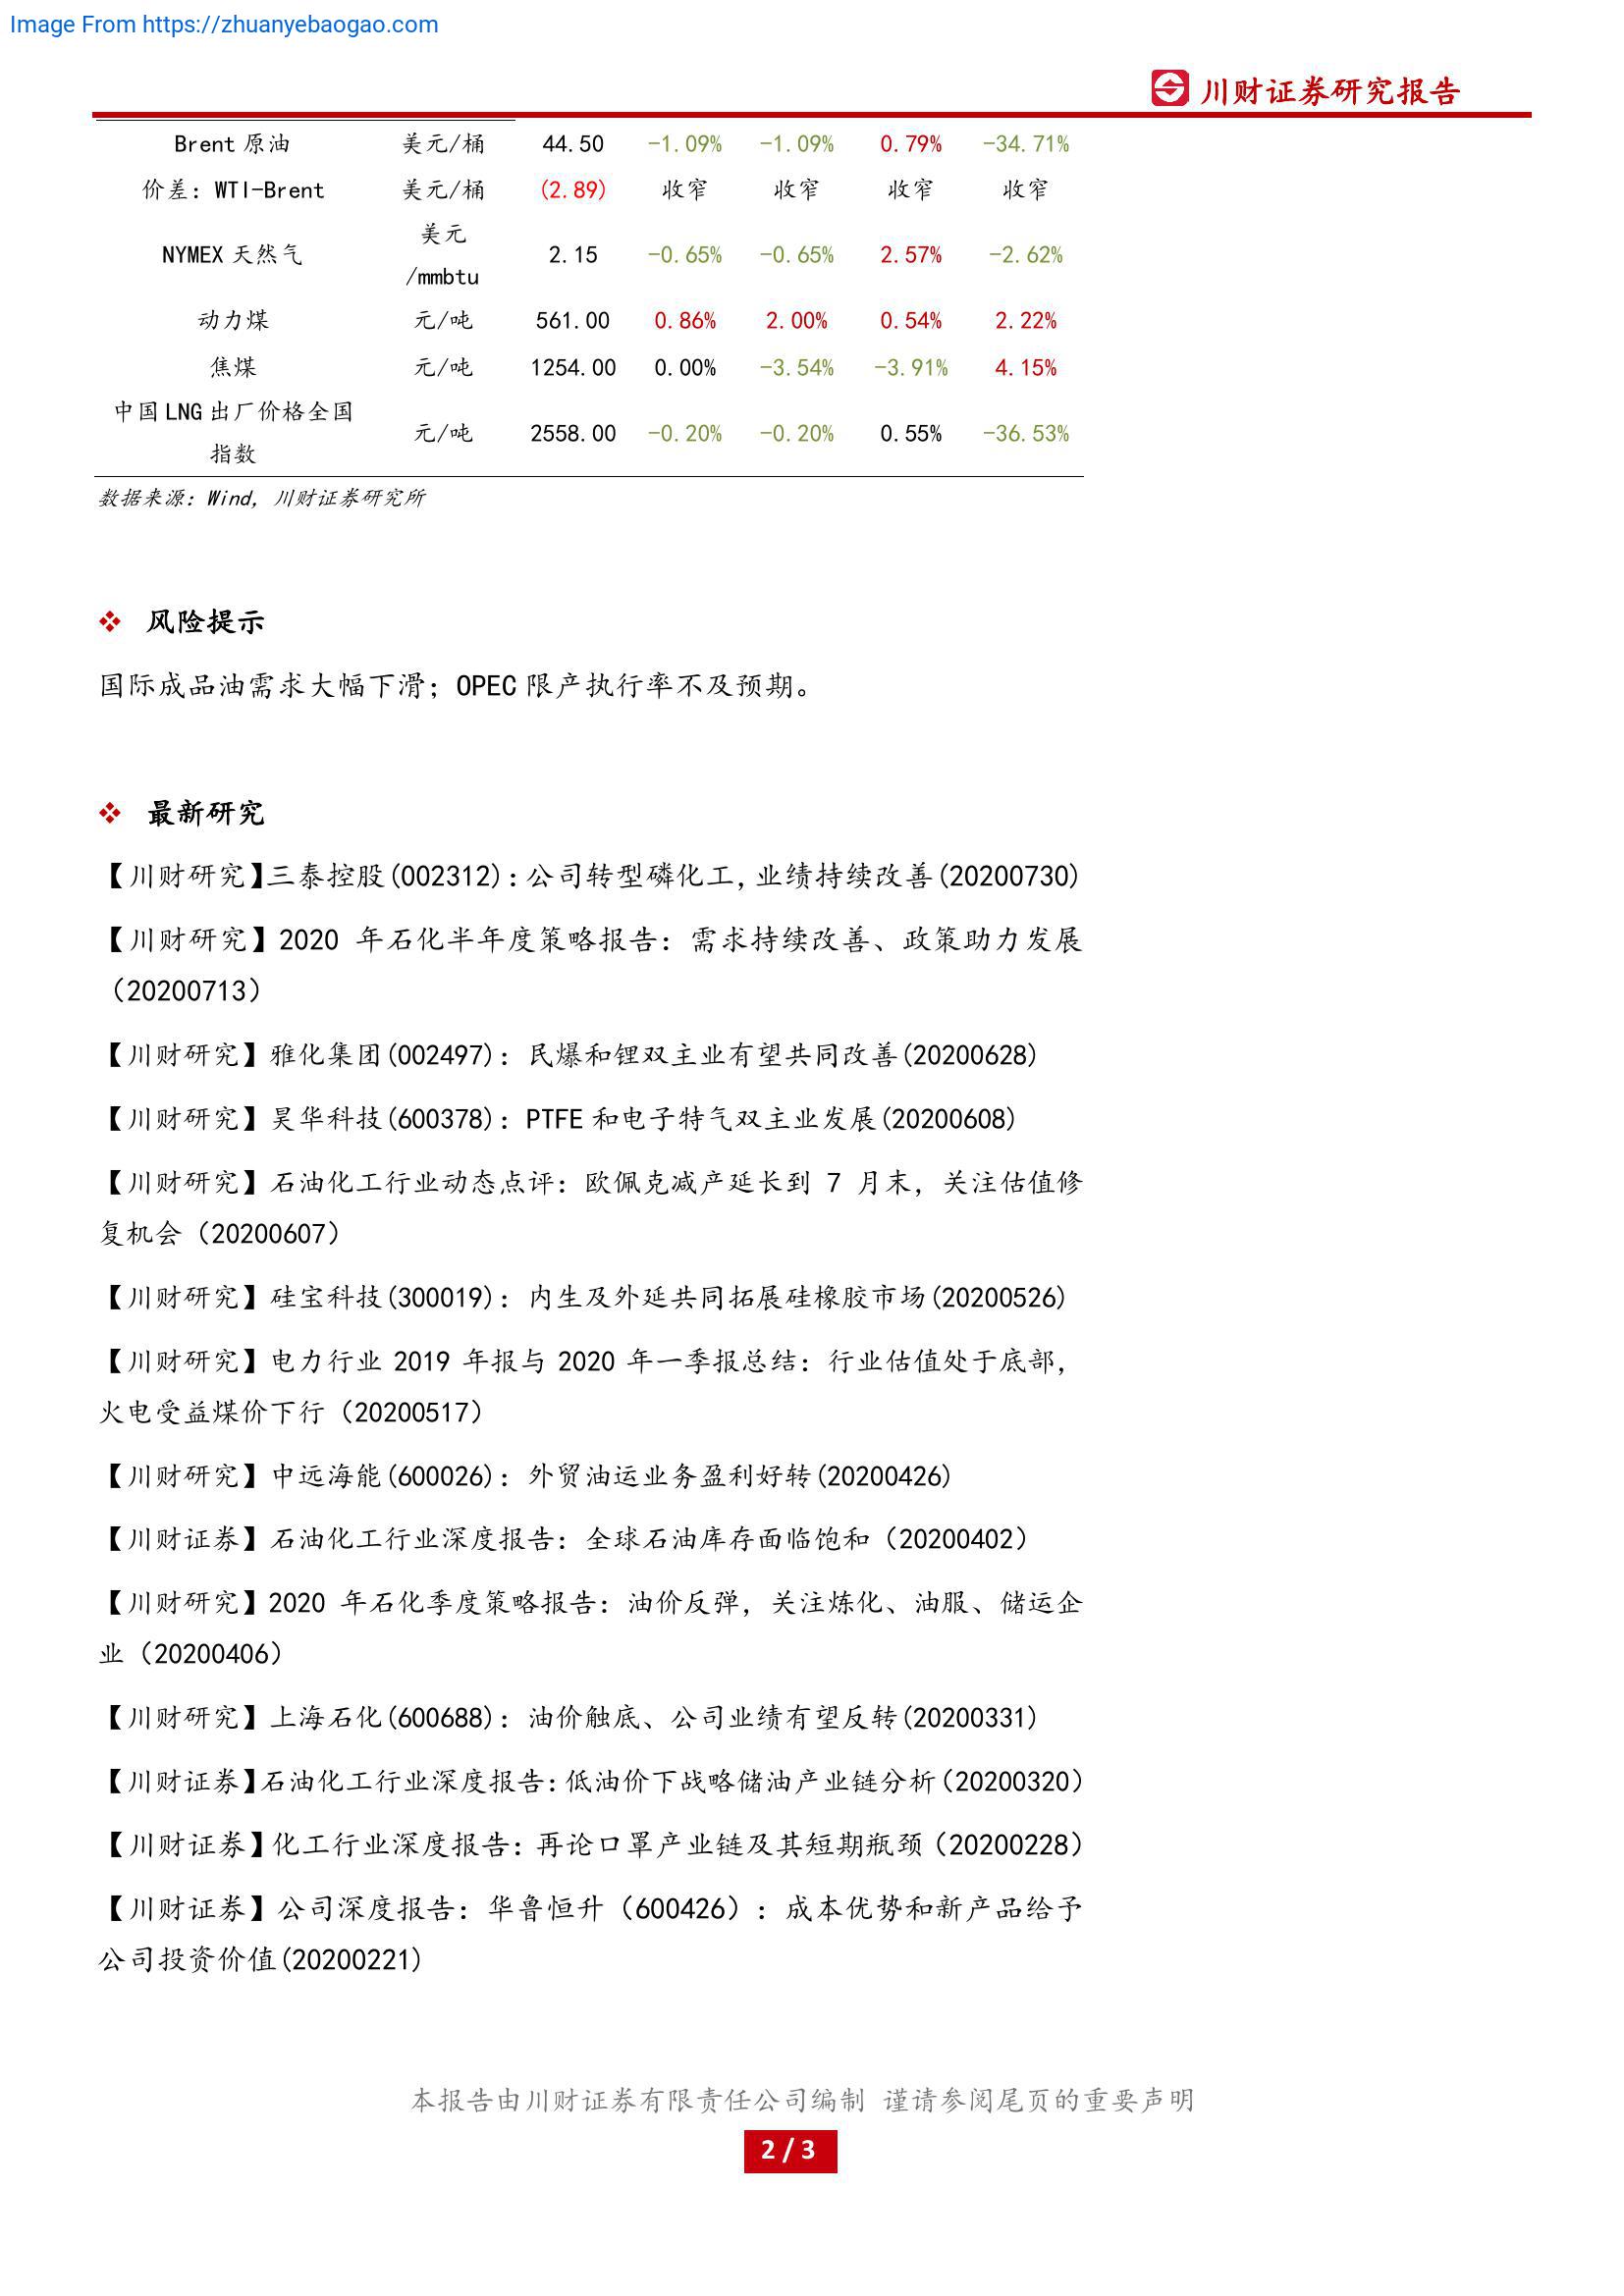 Image From https://zhuanyebaogao.com
川财证券研究报告
Brent 原油 美元/桶 44.50 -1.09% -1.09% 0.79% -34.71%
价差：WTI-Brent 美元/桶 (2.89) 收窄 收窄 收窄 收窄
NYMEX 天然气 美元/mmbtu 2.15 -0.65% -0.65% 2.57% -2.62%
动力煤 元/吨 561.00 0.86% 2.00% 0.54% 2.22%
焦煤 元/吨 1254.00 0.00% -3.54% -3.91% 4.15%
中国 LNG 出厂价格全国指数 元/吨 2558.00 -0.20% -0.20% 0.55% -36.53%
数据来源：Wind，川财证券研究所
❖ 风险提示
国际成品油需求大幅下滑；OPEC 限产执行率不及预期。
❖ 最新研究
【川财研究】三泰控股(002312)：公司转型磷化工，业绩持续改善(20200730)
【川财研究】2020 年石化半年度策略报告：需求持续改善、政策助力发展
（20200713）
【川财研究】雅化集团(002497)：民爆和锂双主业有望共同改善(20200628)
【川财研究】昊华科技(600378)：PTFE 和电子特气双主业发展(20200608)
【川财研究】石油化工行业动态点评：欧佩克减产延长到 7 月末，关注估值修
复机会（20200607）
【川财研究】硅宝科技(300019)：内生及外延共同拓展硅橡胶市场(20200526)
【川财研究】电力行业 2019 年报与 2020 年一季报总结：行业估值处于底部，
火电受益煤价下行（20200517）
【川财研究】中远海能(600026)：外贸油运业务盈利好转(20200426)
【川财证券】石油化工行业深度报告：全球石油库存面临饱和（20200402）
【川财研究】2020 年石化季度策略报告：油价反弹，关注炼化、油服、储运企
业（20200406）
【川财研究】上海石化(600688)：油价触底、公司业绩有望反转(20200331)
【川财证券】石油化工行业深度报告：低油价下战略储油产业链分析（20200320）
【川财证券】化工行业深度报告：再论口罩产业链及其短期瓶颈（20200228）
【川财证券】公司深度报告：华鲁恒升（600426）：成本优势和新产品给予
公司投资价值(20200221)
本报告由川财证券有限责任公司编制 谨请参阅尾页的重要声明
2 / 3